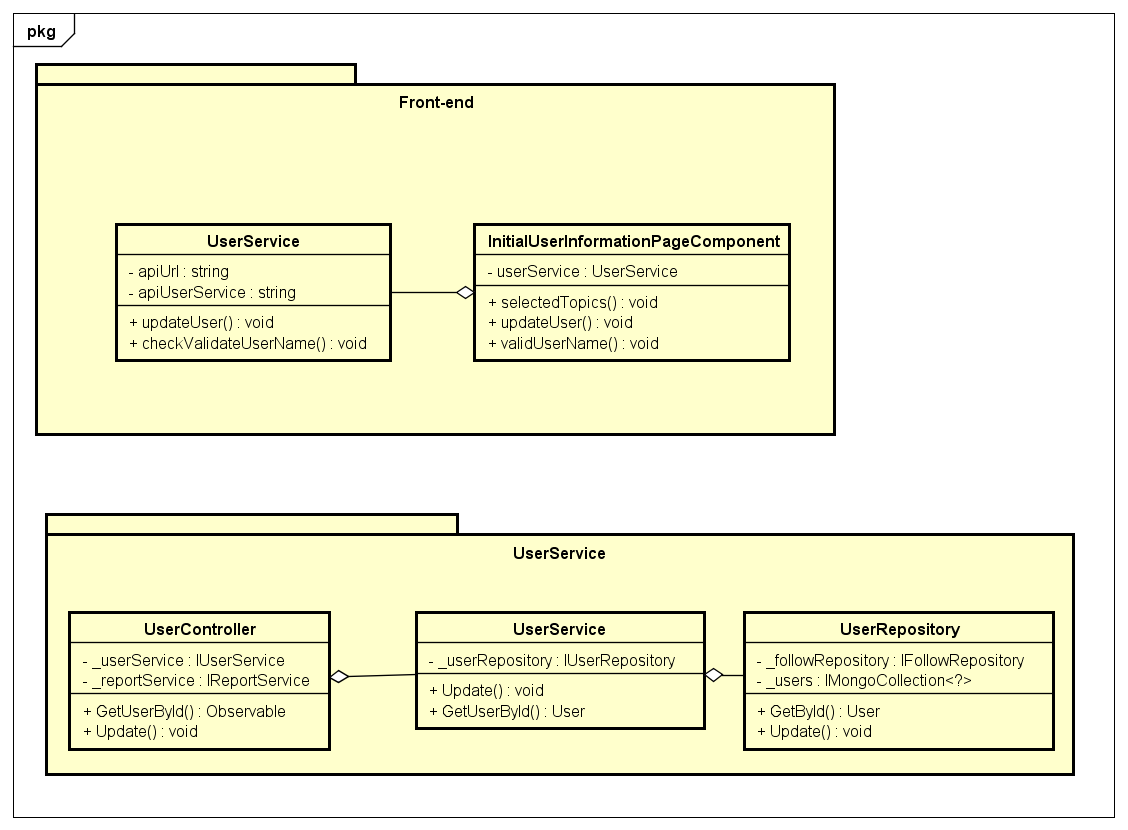 pkg
Front-end
UserService
- apiUrl : string
- apiUserService : string
+ updateUser() : void
+ checkValidateUserName() : void
InitialUserInformationPageComponent
- userService : UserService
+ selectedTopics() : void
+ updateUser() : void
+ validUserName() : void
UserService
UserController
- _userService : IUserService
- _reportService : IReportService
+ GetUserById() : Observable
+ Update() : void
UserService
- _userRepository : IUserRepository
+ Update() : void
+ GetUserById() : User
UserRepository
- _followRepository : IFollowRepository
- _users : IMongoCollection<?>
+ GetById() : User
+ Update() : void